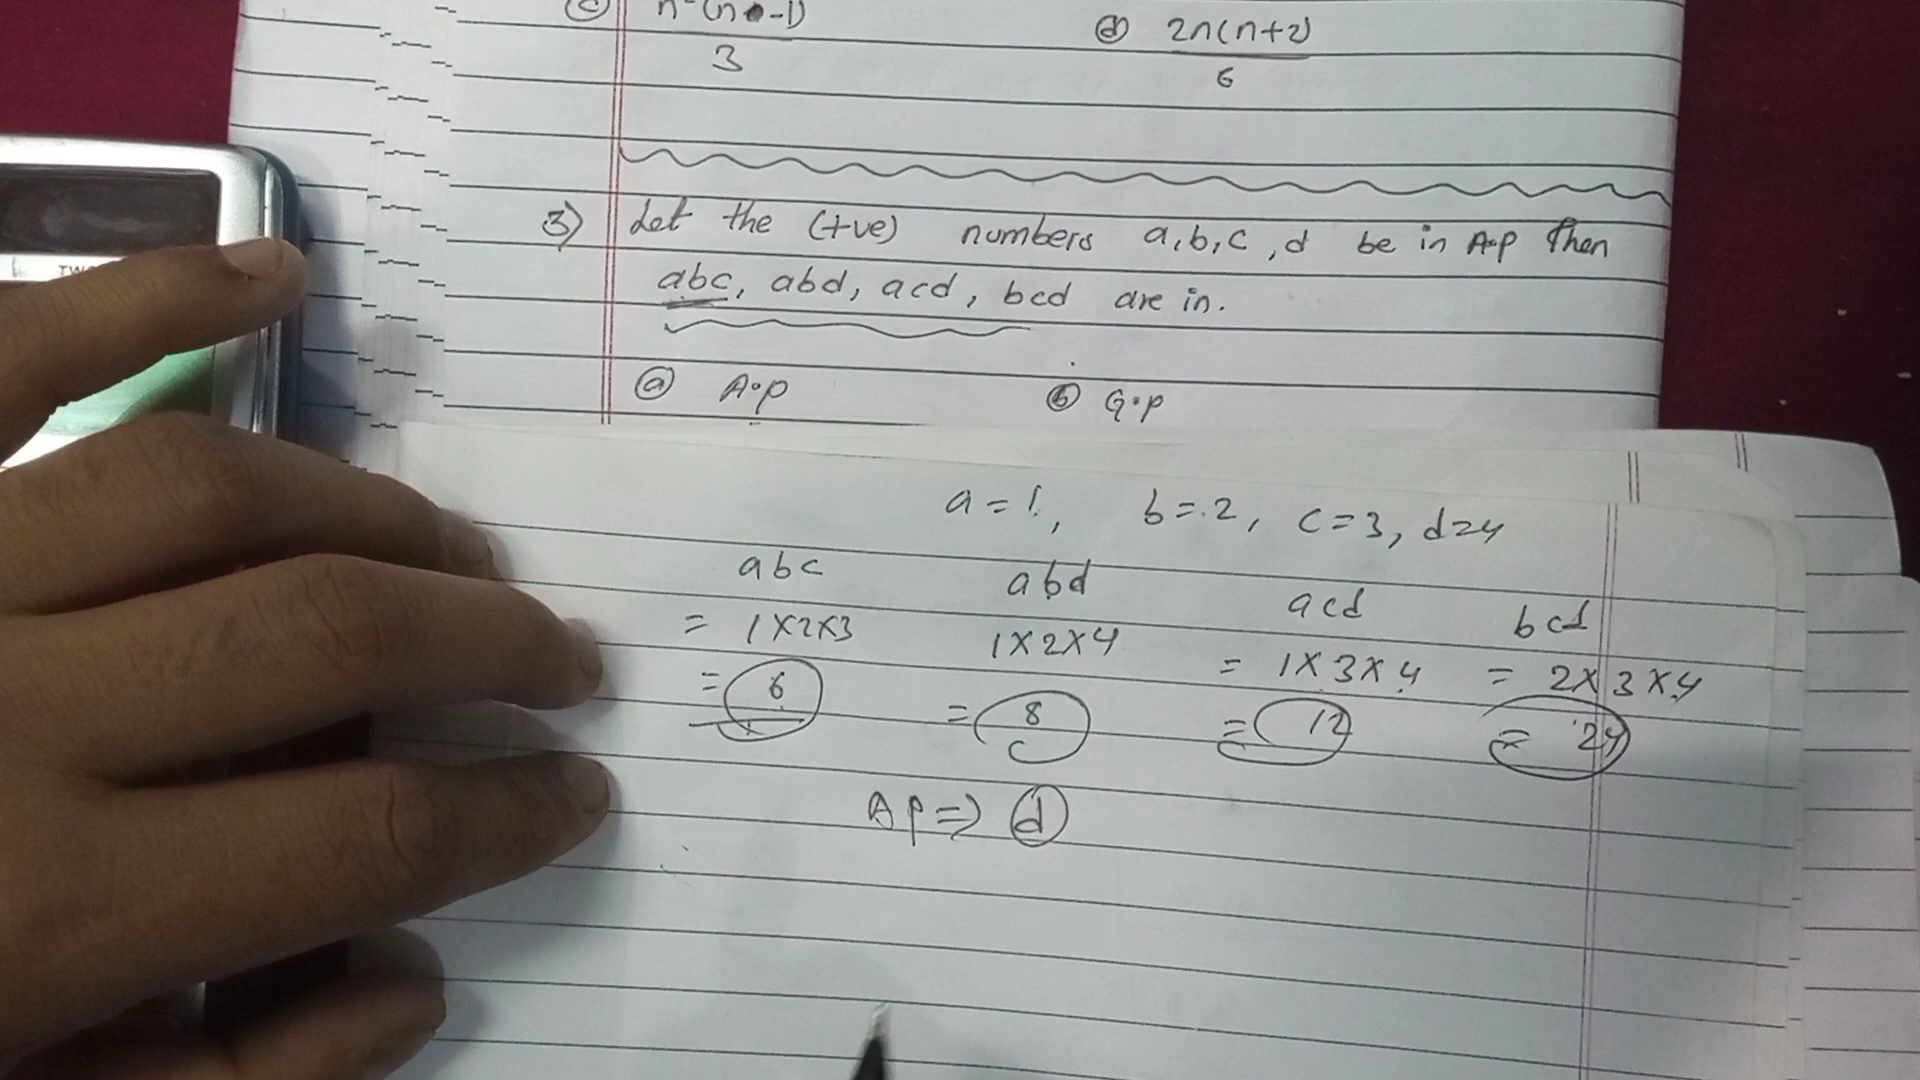 (c) n²(n-1)/3 (d) 2n(n+2)/6
3) Let the (+ve) numbers a,b,c,d be in A.P Then
abc, abd, acd, bcd are in.
(a) A.P (b) G.P
a=1, b=2, c=3, d=4
abc abd acd bcd
= 1×2×3 1×2×4 = 1×3×4 = 2×3×4
= 6 = 8 = 12 = 24
AP => (d)